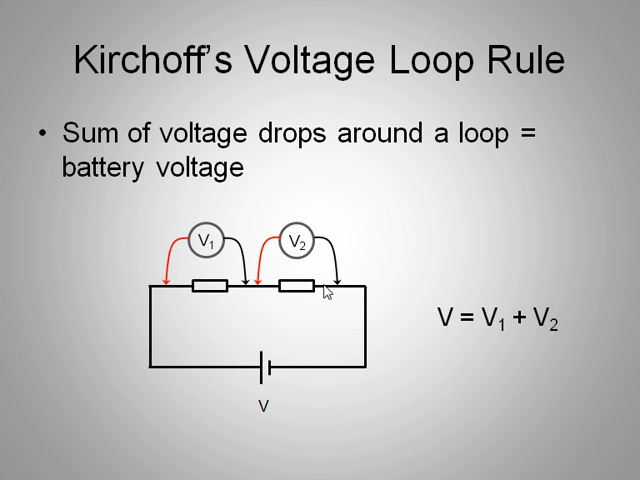 Kirchoff's Voltage Loop Rule
• Sum of voltage drops around a loop =
battery voltage
V₁ V₂
V = V₁ + V₂
V